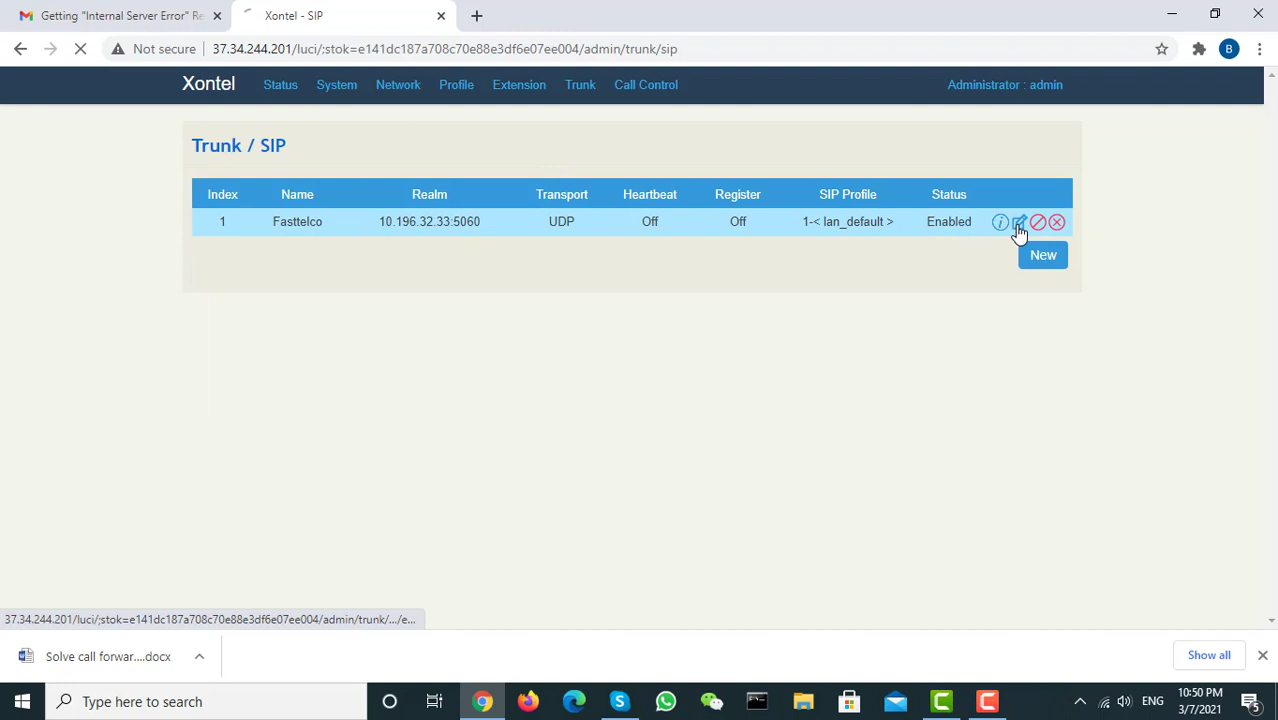 Getting "Internal Server Error" Re
Xontel - SIP
Not secure
37.34.244.201/luci/;stok=e141dc187a708c70e88e3df6e07ee004/admin/trunk/sip
B
Xontel Status System Network Profile Extension Trunk Call Control Administrator : admin
Trunk / SIP
Index Name Realm Transport Heartbeat Register SIP Profile Status
1 Fasttelco 10.196.32.33:5060 UDP Off Off 1-< lan_default > Enabled
New
37.34.244.201/luci/;stok=e141dc187a708c70e88e3df6e07ee004/admin/trunk/.../e...
Solve call forwar....docx
Show all
Type here to search
ENG
10:50 PM
3/7/2021
5